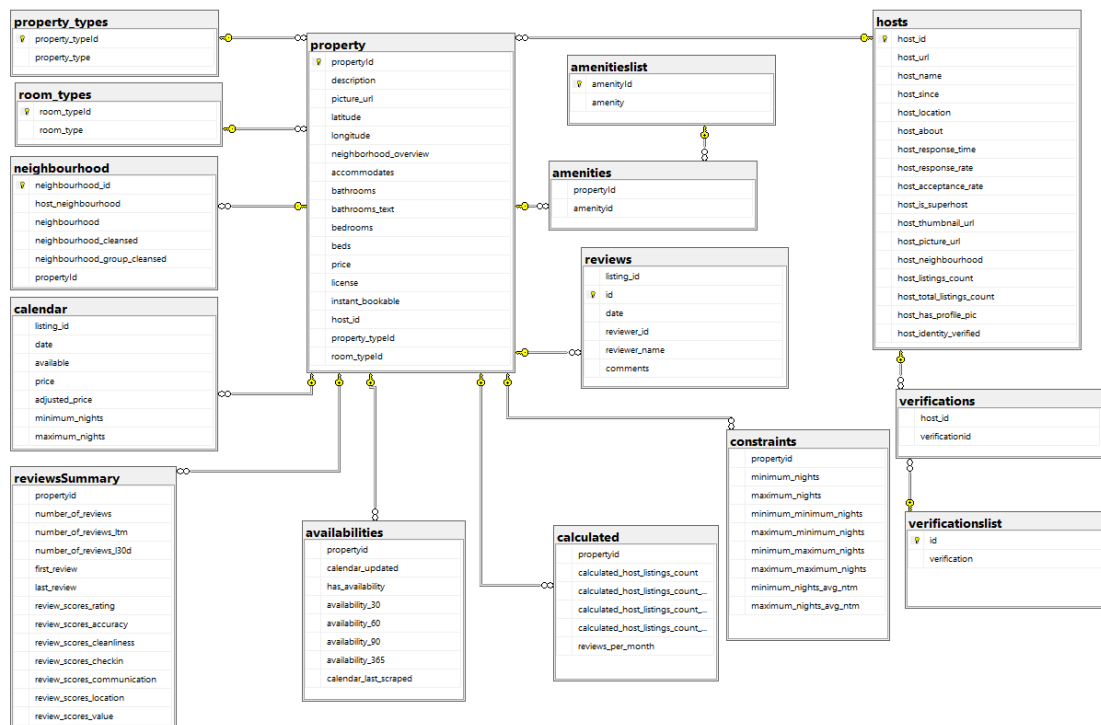 property_types
property_typeId
property_type
room_types
room_typeId
room_type
neighbourhood
neighbourhood_id
host_neighbourhood
neighbourhood
neighbourhood_cleansed
neighbourhood_group_cleansed
propertyId
calendar
listing_id
date
available
price
adjusted_price
minimum_nights
maximum_nights
reviewsSummary
propertyid
number_of_reviews
number_of_reviews_ltm
number_of_reviews_l30d
first_review
last_review
review_scores_rating
review_scores_accuracy
review_scores_cleanliness
review_scores_checkin
review_scores_communication
review_scores_location
review_scores_value
property
propertyId
description
picture_url
latitude
longitude
neighborhood_overview
accommodates
bathrooms
bathrooms_text
bedrooms
beds
price
license
instant_bookable
host_id
property_typeId
room_typeId
availabilities
propertyid
calendar_updated
has_availability
availability_30
availability_60
availability_90
availability_365
calendar_last_scraped
amenitieslist
amenityId
amenity
amenities
propertyId
amenityid
reviews
listing_id
id
date
reviewer_id
reviewer_name
comments
calculated
propertyid
calculated_host_listings_count
calculated_host_listings_count_...
calculated_host_listings_count_...
calculated_host_listings_count_...
reviews_per_month
constraints
propertyid
minimum_nights
maximum_nights
minimum_minimum_nights
maximum_minimum_nights
minimum_maximum_nights
maximum_maximum_nights
minimum_nights_avg_ntm
maximum_nights_avg_ntm
hosts
host_id
host_url
host_name
host_since
host_location
host_about
host_response_time
host_response_rate
host_acceptance_rate
host_is_superhost
host_thumbnail_url
host_picture_url
host_neighbourhood
host_listings_count
host_total_listings_count
host_has_profile_pic
host_identity_verified
verifications
host_id
verificationid
verificationslist
id
verification